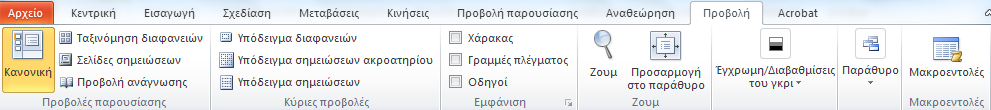 Αρχείο Κεντρική Εισαγωγή Σχεδίαση Μεταβάσεις Κινήσεις Προβολή παρουσίασης Αναθεώρηση Προβολή Acrobat
Κανονική
Ταξινόμηση διαφανειών
Σελίδες σημειώσεων
Προβολή ανάγνωσης
Προβολές παρουσίασης
Υπόδειγμα διαφανειών
Υπόδειγμα σημειώσεων ακροατηρίου
Υπόδειγμα σημειώσεων
Κύριες προβολές
Χάρακας
Γραμμές πλέγματος
Οδηγοί
Εμφάνιση
Ζουμ
Προσαρμογή
στο παράθυρο
Ζουμ
Έγχρωμη/Διαβαθμίσεις
του γκρι
Παράθυρο
Μακροεντολές
Μακροεντολές